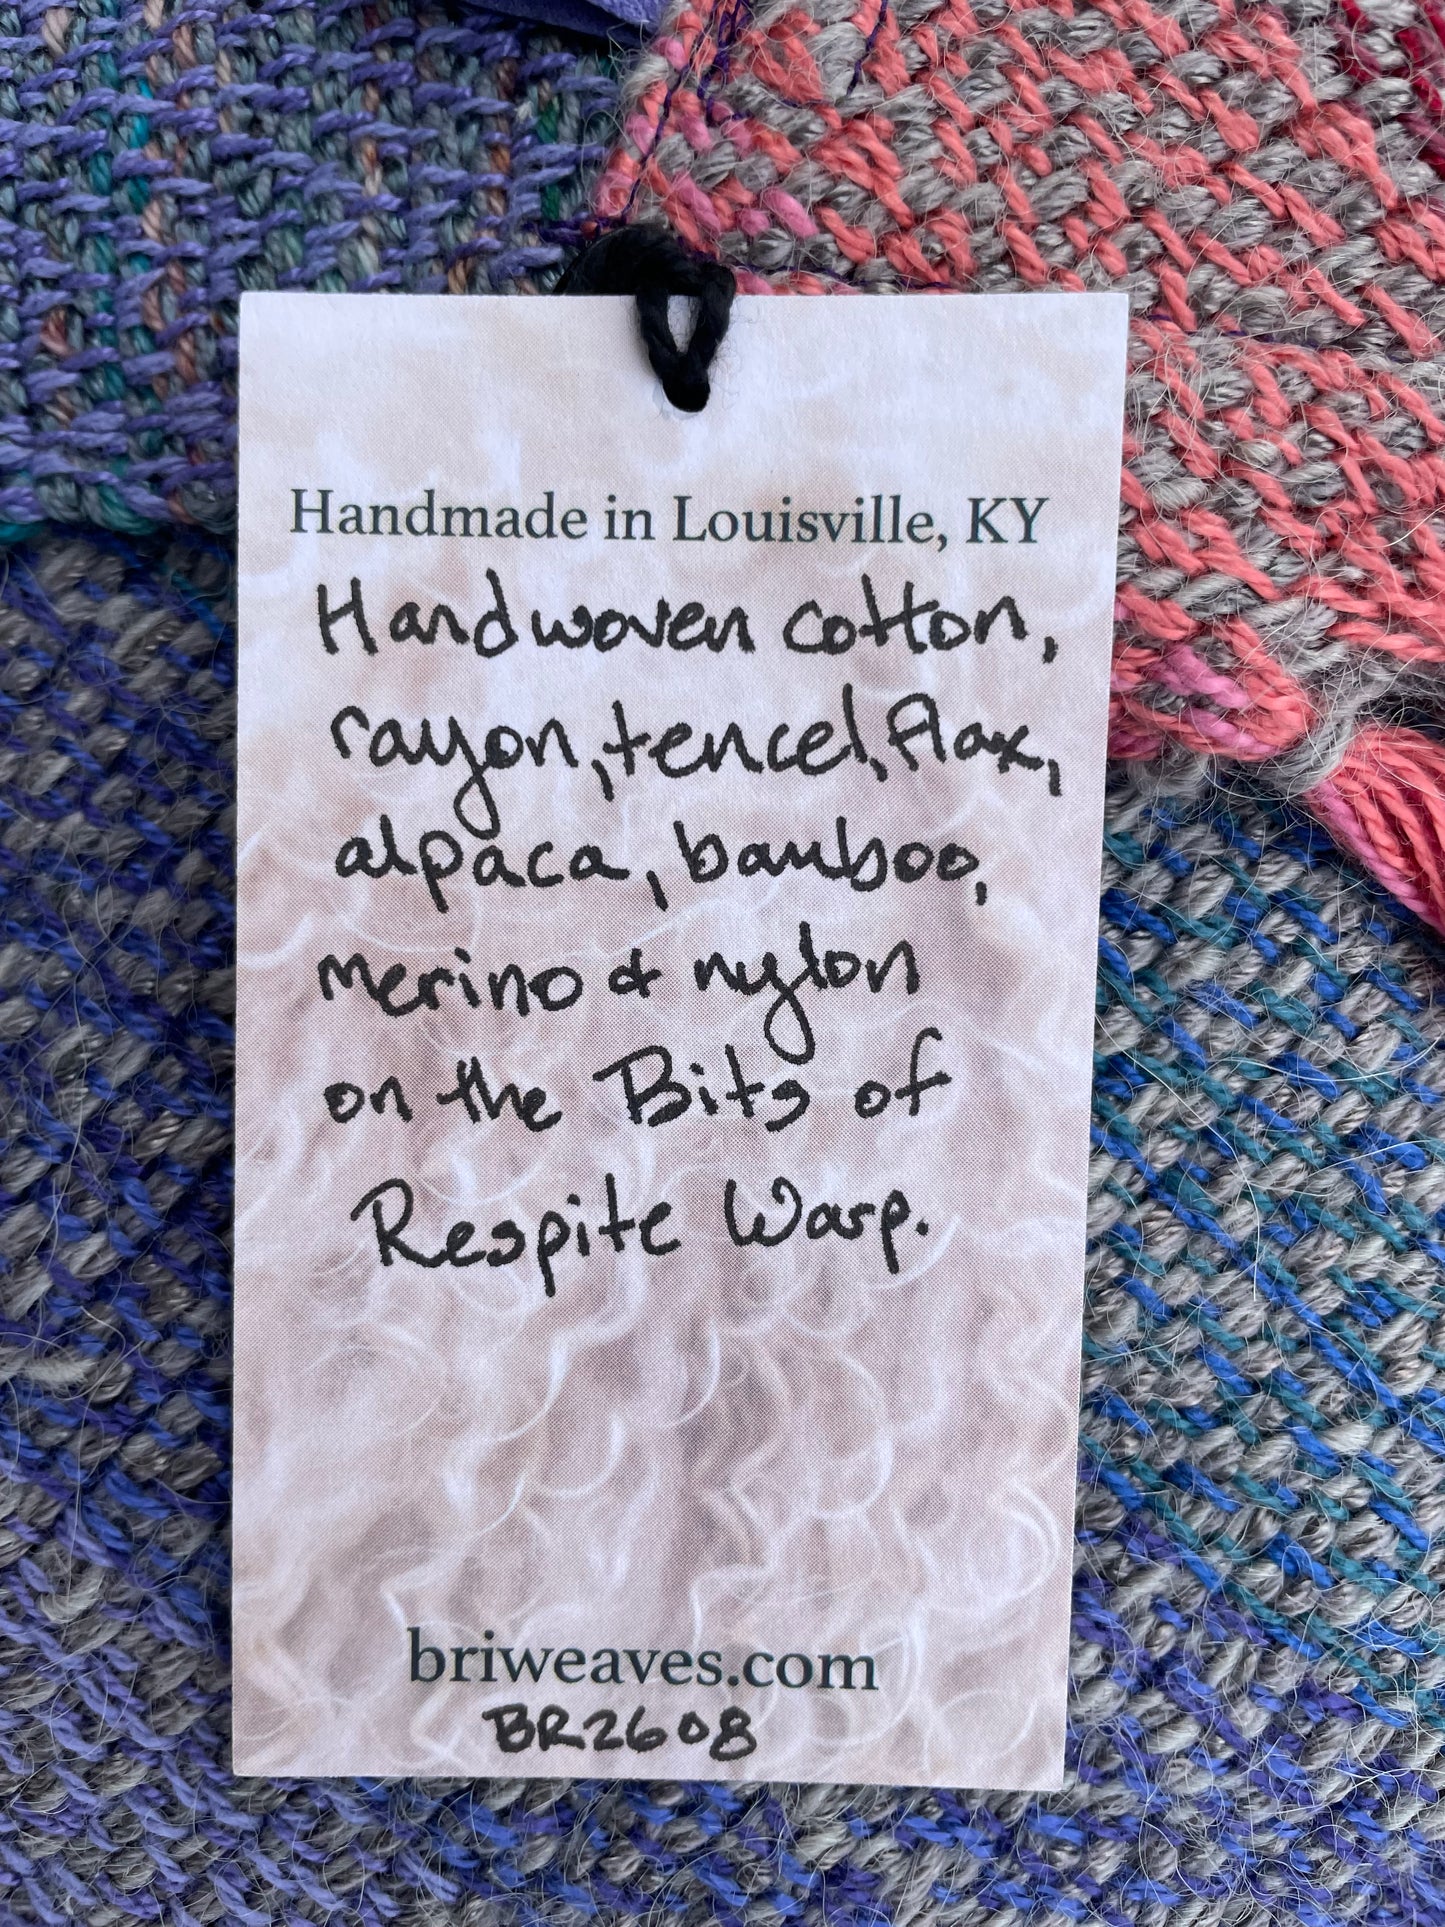 Handmade in Louisville, KY
Handwoven cotton,
rayon, tencel, flax,
alpaca, bamboo,
merino & nylon
on the Bits of
Respite Warp.
briweaves.com
BR2608